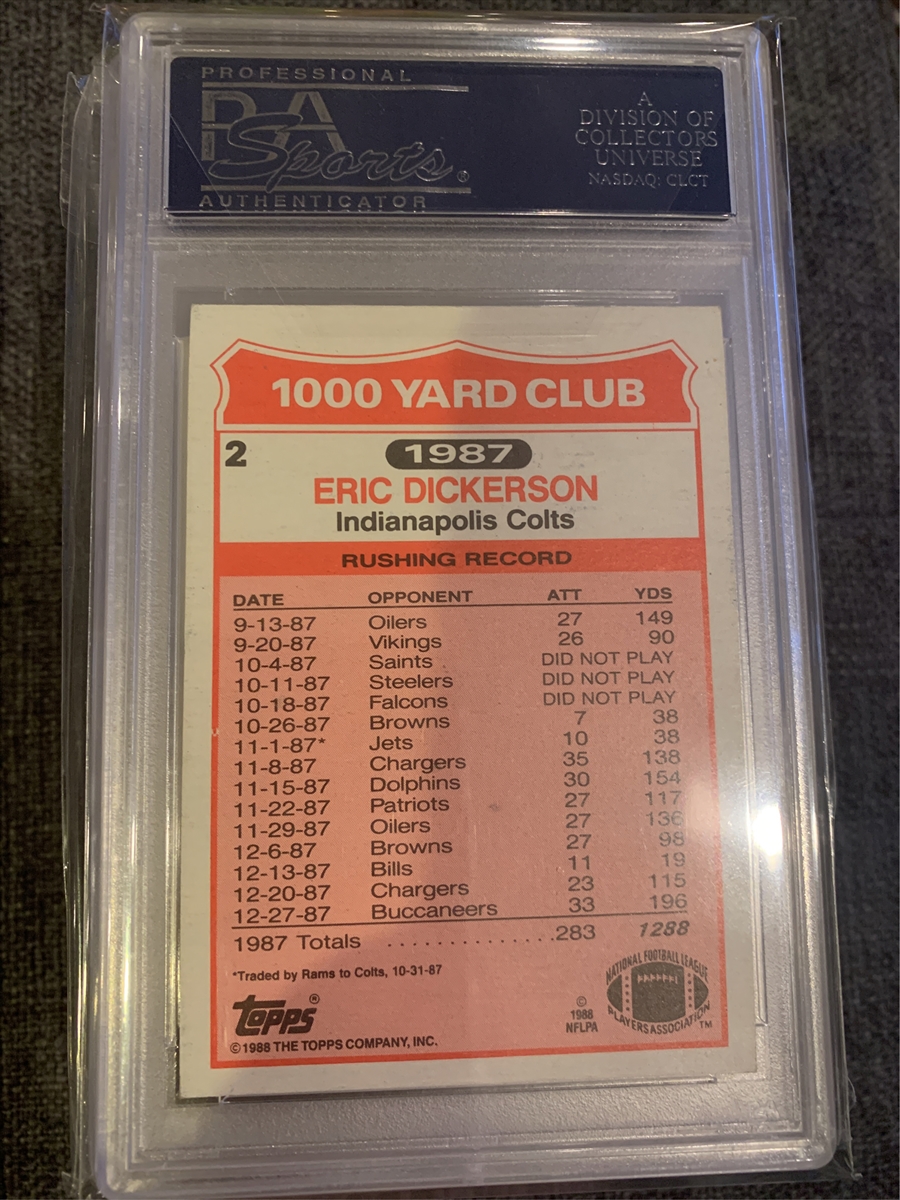 PROFESSIONAL
PSA
Sports®
AUTHENTICATOR
A
DIVISION OF
COLLECTORS
UNIVERSE
NASDAQ: CLCT
1000 YARD CLUB
2
1987
ERIC DICKERSON
Indianapolis Colts
RUSHING RECORD
DATE OPPONENT ATT YDS
9-13-87 Oilers 27 149
9-20-87 Vikings 26 90
10-4-87 Saints DID NOT PLAY
10-11-87 Steelers DID NOT PLAY
10-18-87 Falcons DID NOT PLAY
10-26-87 Browns 7 38
11-1-87* Jets 10 38
11-8-87 Chargers 35 138
11-15-87 Dolphins 30 154
11-22-87 Patriots 27 117
11-29-87 Oilers 27 136
12-6-87 Browns 27 98
12-13-87 Bills 11 19
12-20-87 Chargers 23 115
12-27-87 Buccaneers 33 196
1987 Totals ..............283 1288
*Traded by Rams to Colts, 10-31-87
topps®
© 1988 THE TOPPS COMPANY, INC.
©
1988
NFLPA
NATIONAL FOOTBALL LEAGUE
PLAYERS ASSOCIATION™